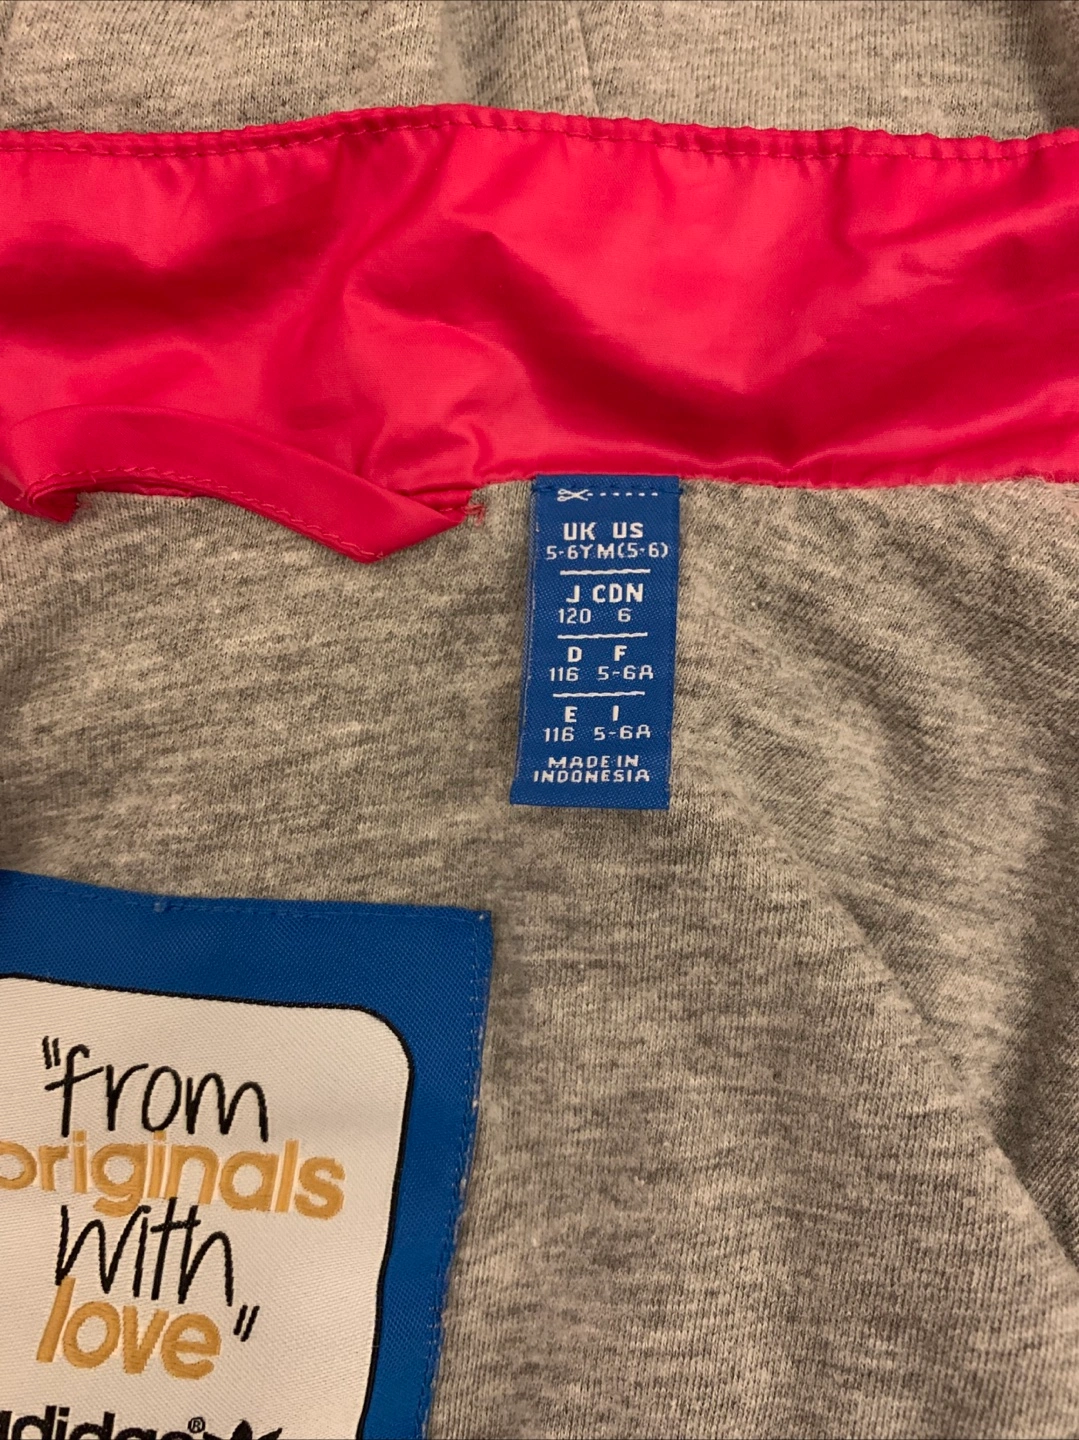 UK US
5-6Y M(5-6)
J CDN
120 6
D F
116 5-6A
E I
116 5-6A
MADE IN
INDONESIA
"from
originals
with
love"
adidas®